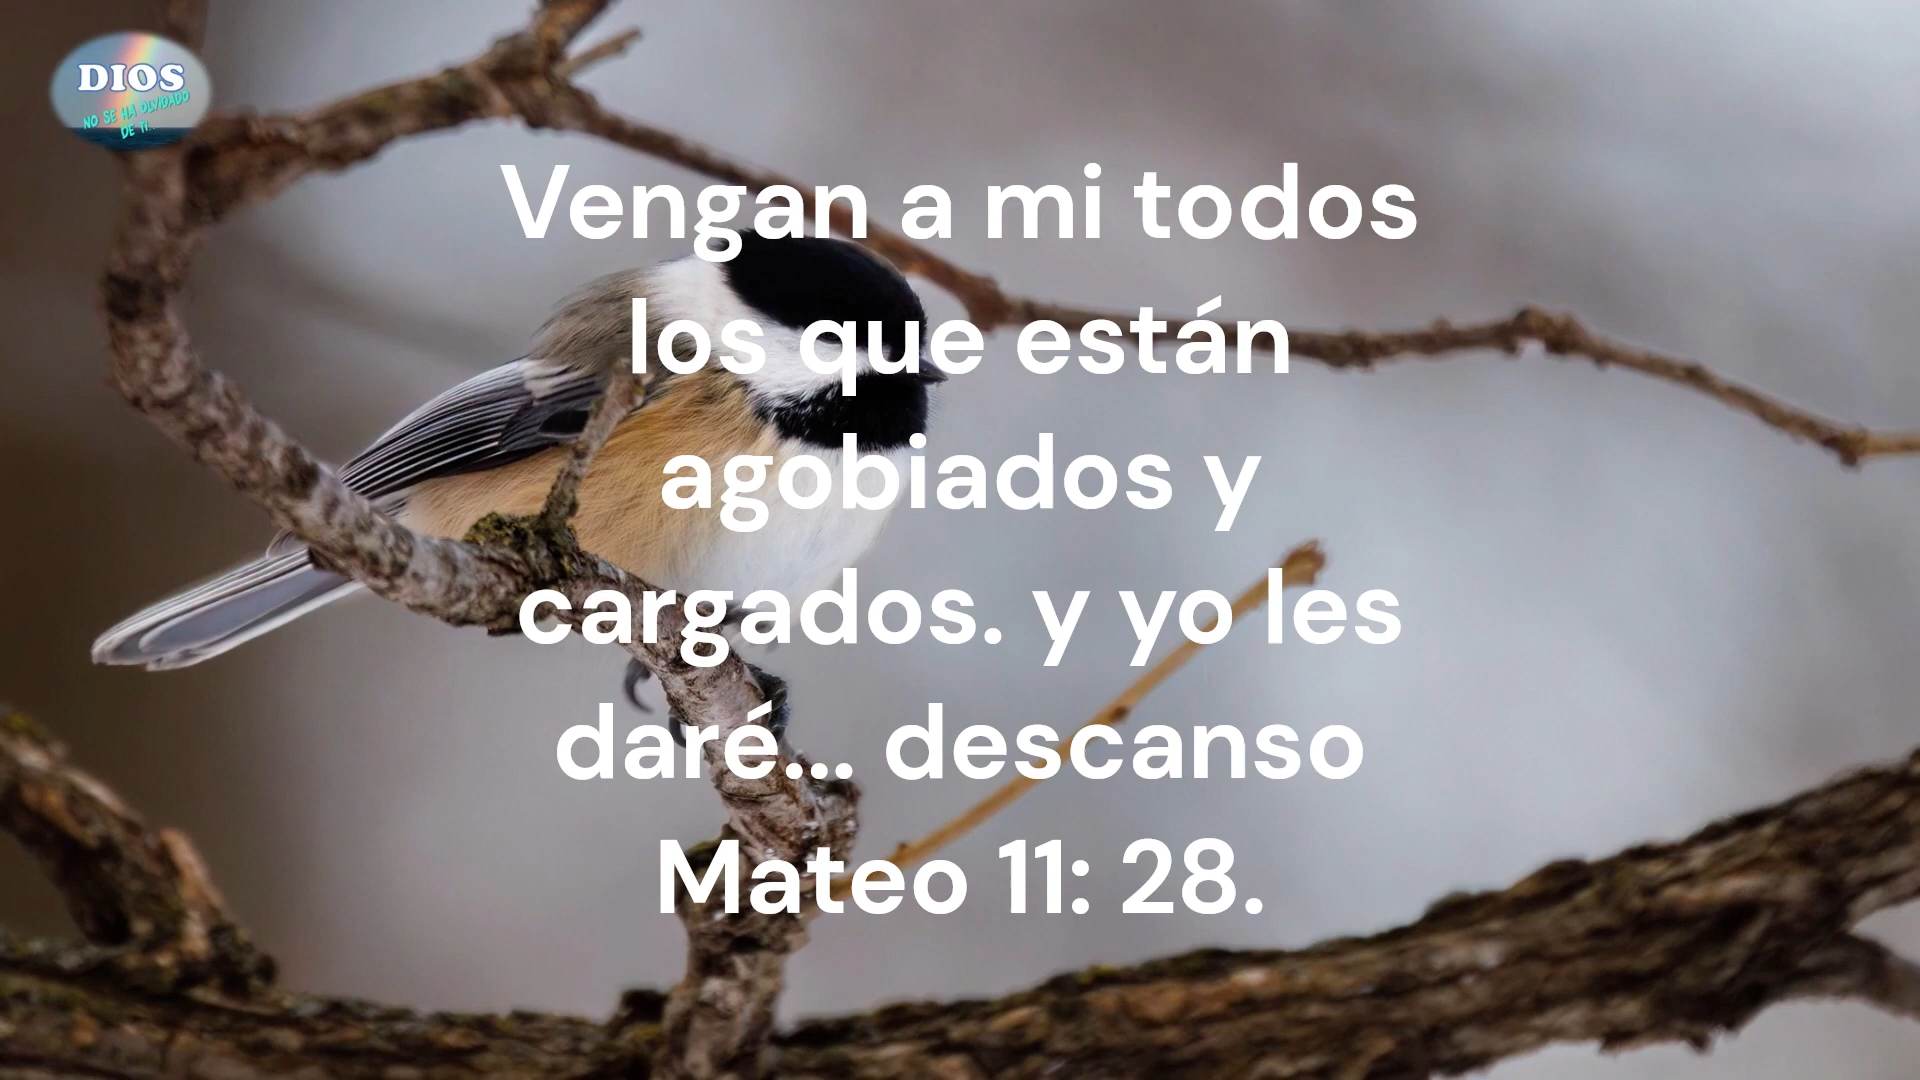 DIOS
NO SE HA OLVIDADO
DE TI...
Vengan a mi todos
los que están
agobiados y
cargados. y yo les
daré... descanso
Mateo 11: 28.